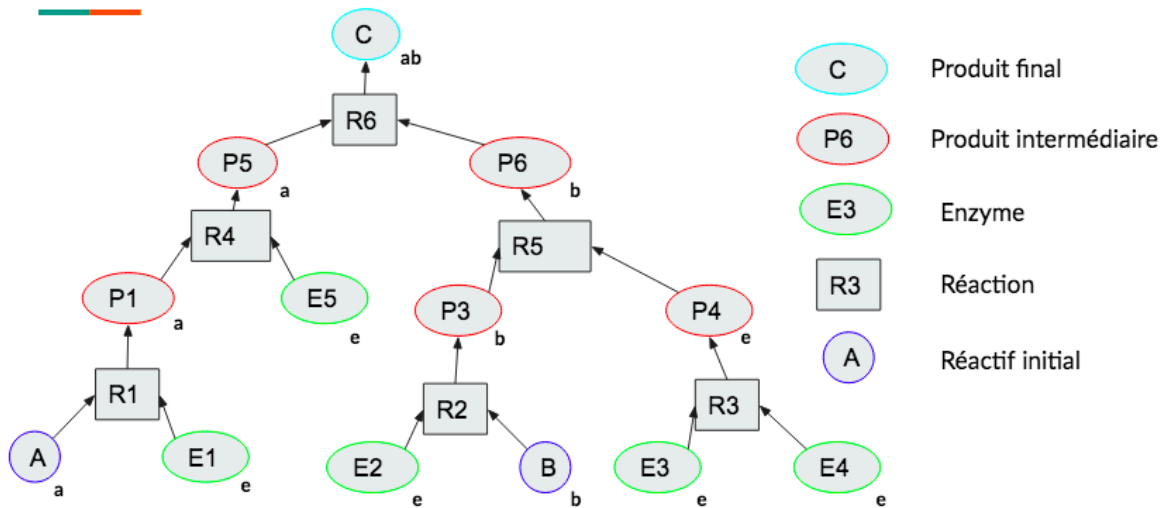 C
ab
R6
P5
a
P6
b
R4
R5
P1
a
E5
e
P3
b
P4
e
R1
R2
R3
A
a
E1
e
E2
e
B
b
E3
e
E4
e
C Produit final
P6 Produit intermédiaire
E3 Enzyme
R3 Réaction
A Réactif initial